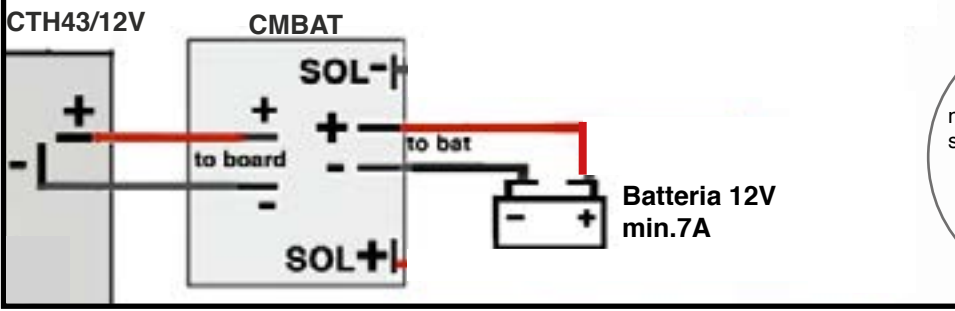 CTH43/12V
CMBAT
SOL-
+
+
+
to bat
to board
-
-
-
- +
Batteria 12V
min.7A
SOL+